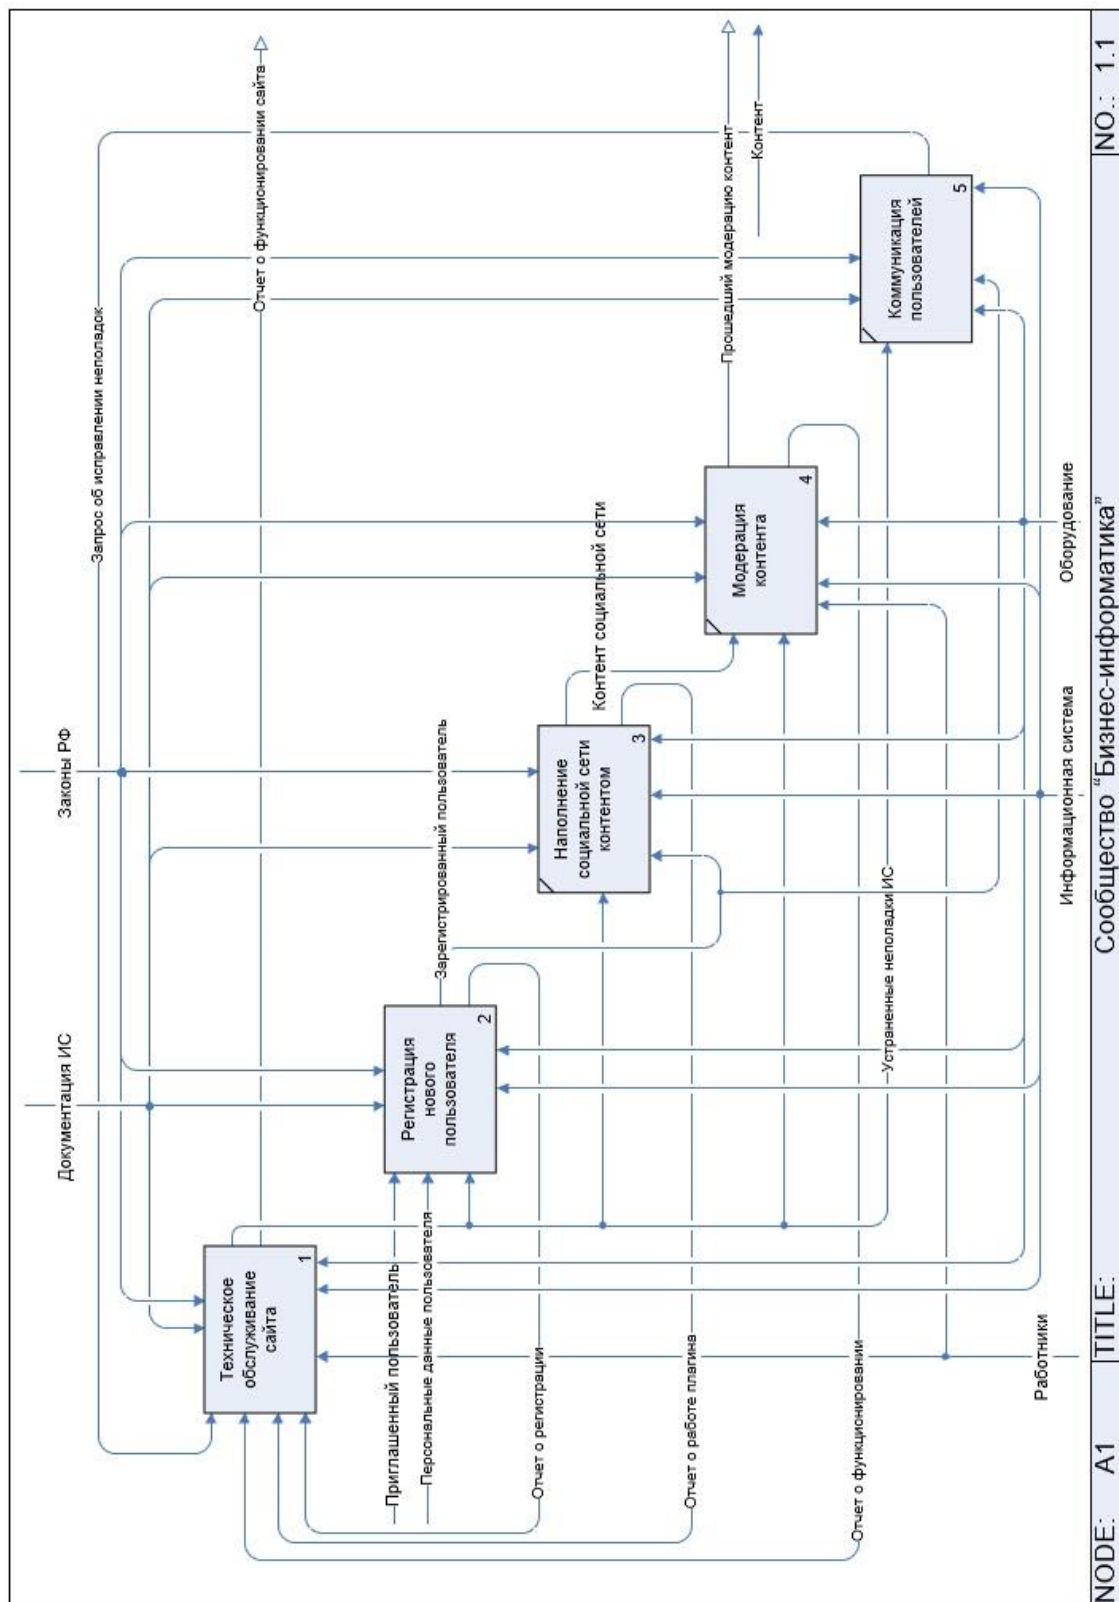 Законы РФ
Документация ИС
Запрос об исправлении неполадок
Отчет о функционировании сайта
Техническое
обслуживание
сайта
1
Приглашенный пользователь
Персональные данные пользователя
Регистрация
нового
пользователя
2
Зарегистрированный пользователь
Отчет о регистрации
Наполнение
социальной сети
контентом
3
Контент социальной сети
Отчет о работе плагина
Модерация
контента
4
Прошедший модерацию контент
Контент
Отчет о функционировании
Устраненные неполадки ИС
Коммуникация
пользователей
5
Работники
Информационная система
Оборудование
NODE: A1
TITLE: Сообщество “Бизнес-информатика”
NO.: 1.1